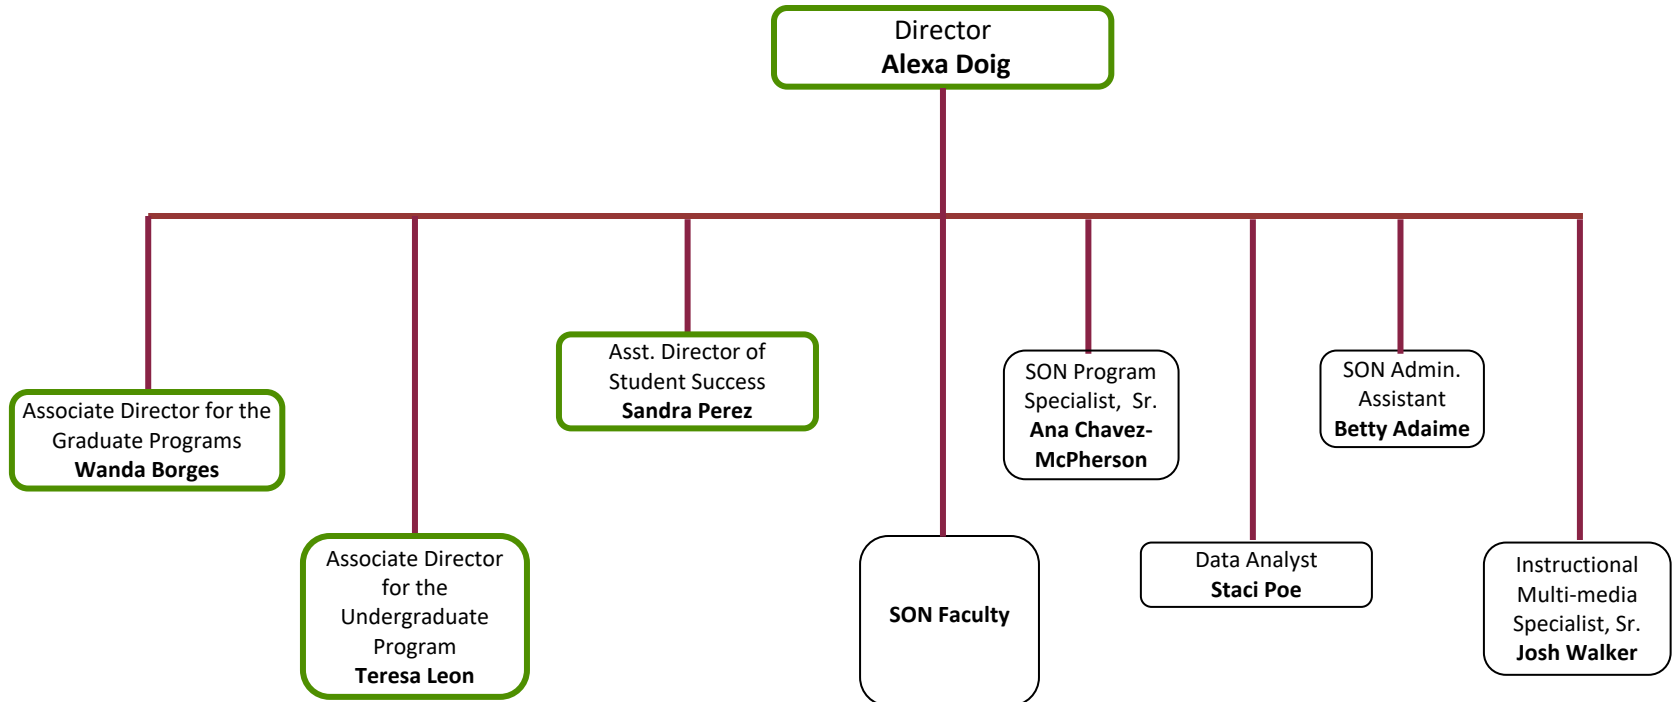 Director
Alexa Doig
Asst. Director of
Student Success
Sandra Perez
SON Program
Specialist, Sr.
Ana Chavez-
McPherson
SON Admin.
Assistant
Betty Adaime
Associate Director for the
Graduate Programs
Wanda Borges
Associate Director
for the
Undergraduate
Program
Teresa Leon
SON Faculty
Data Analyst
Staci Poe
Instructional
Multi-media
Specialist, Sr.
Josh Walker